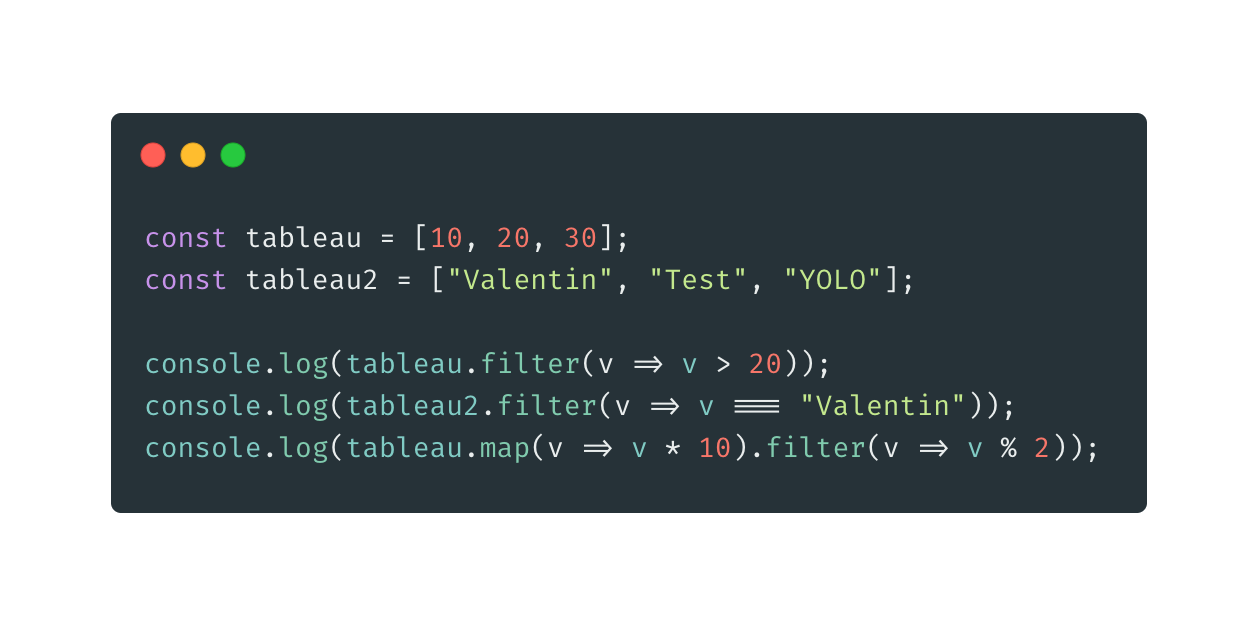 const tableau = [10, 20, 30];
const tableau2 = ["Valentin", "Test", "YOLO"];
console.log(tableau.filter(v => v > 20));
console.log(tableau2.filter(v => v === "Valentin"));
console.log(tableau.map(v => v * 10).filter(v => v % 2));